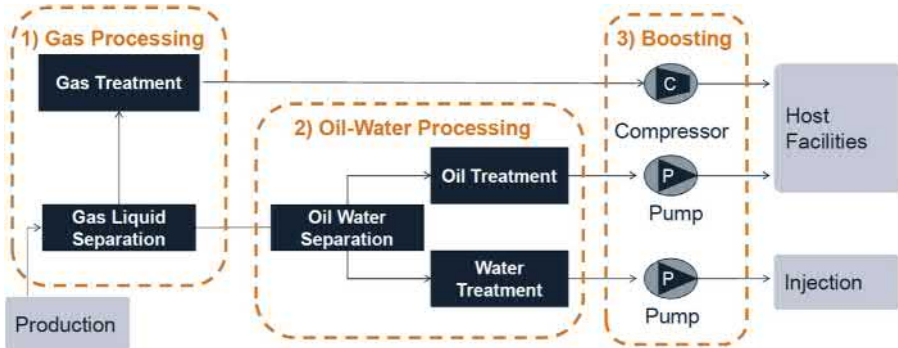 1) Gas Processing
Gas Treatment
Gas Liquid
Separation
Production
2) Oil-Water Processing
Oil Water
Separation
Oil Treatment
Water
Treatment
3) Boosting
C
Compressor
P
Pump
P
Pump
Host
Facilities
Injection